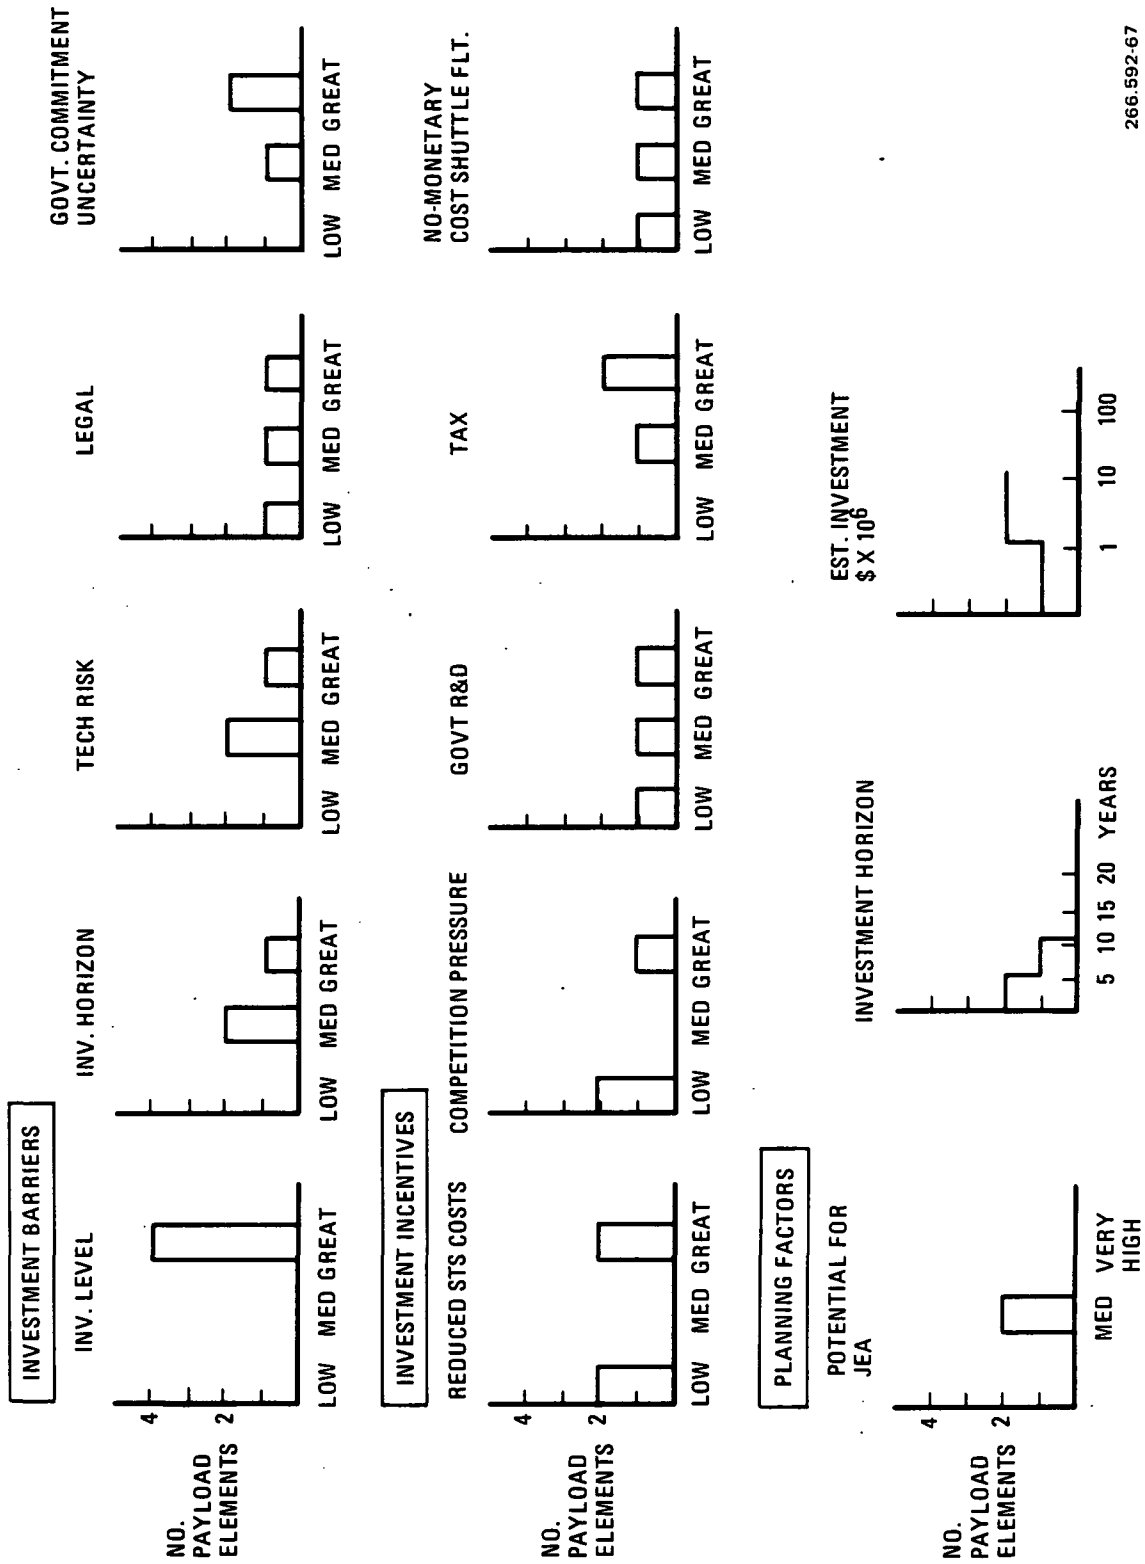 INVESTMENT BARRIERS
INV. LEVEL
INV. HORIZON
TECH RISK
LEGAL
GOVT. COMMITMENT
UNCERTAINTY
NO.
PAYLOAD
ELEMENTS
4
2
LOW MED GREAT
LOW MED GREAT
LOW MED GREAT
LOW MED GREAT
LOW MED GREAT
INVESTMENT INCENTIVES
REDUCED STS COSTS
COMPETITION PRESSURE
GOVT R&D
TAX
NO-MONETARY
COST SHUTTLE FLT.
4
2
LOW MED GREAT
LOW MED GREAT
LOW MED GREAT
LOW MED GREAT
LOW MED GREAT
PLANNING FACTORS
POTENTIAL FOR
JEA
INVESTMENT HORIZON
EST. INVESTMENT
$ X 10⁶
NO.
PAYLOAD
ELEMENTS
4
2
MED VERY
HIGH
5 10 15 20 YEARS
1 10 100
266.592-67